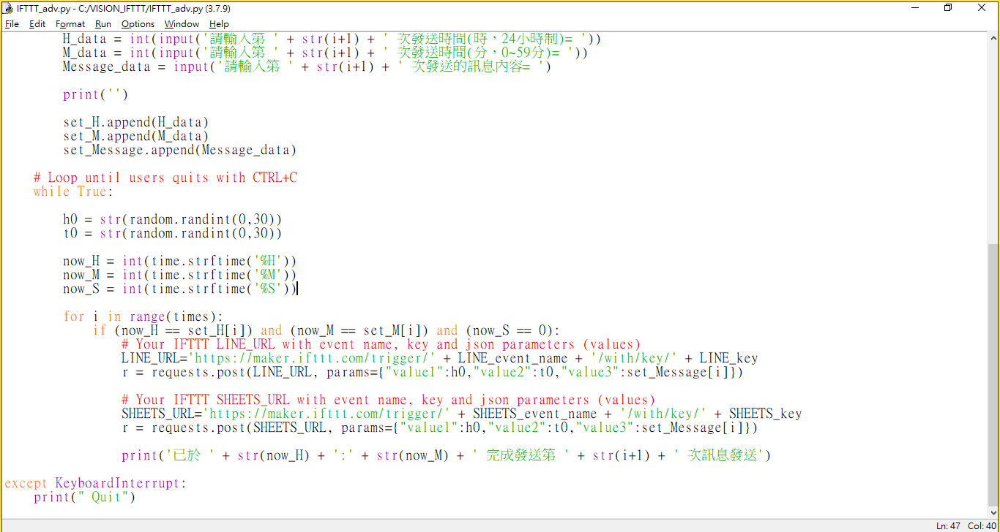 IFTTT_adv.py - C:/VISION_IFTTT/IFTTT_adv.py (3.7.9)
File Edit Format Run Options Window Help
        H_data = int(input('請輸入第 ' + str(i+1) + ' 次發送時間(時，24小時制)= '))
        M_data = int(input('請輸入第 ' + str(i+1) + ' 次發送時間(分，0~59分)= '))
        Message_data = input('請輸入第 ' + str(i+1) + ' 次發送的訊息內容= ')
        print('')
        set_H.append(H_data)
        set_M.append(M_data)
        set_Message.append(Message_data)
    # Loop until users quits with CTRL+C
    while True:
        h0 = str(random.randint(0,30))
        t0 = str(random.randint(0,30))
        now_H = int(time.strftime('%H'))
        now_M = int(time.strftime('%M'))
        now_S = int(time.strftime('%S'))
        for i in range(times):
            if (now_H == set_H[i]) and (now_M == set_M[i]) and (now_S == 0):
                # Your IFTTT LINE_URL with event name, key and json parameters (values)
                LINE_URL='https://maker.ifttt.com/trigger/' + LINE_event_name + '/with/key/' + LINE_key
                r = requests.post(LINE_URL, params={"value1":h0,"value2":t0,"value3":set_Message[i]})
                # Your IFTTT SHEETS_URL with event name, key and json parameters (values)
                SHEETS_URL='https://maker.ifttt.com/trigger/' + SHEETS_event_name + '/with/key/' + SHEETS_key
                r = requests.post(SHEETS_URL, params={"value1":h0,"value2":t0,"value3":set_Message[i]})
                print('已於 ' + str(now_H) + ':' + str(now_M) + ' 完成發送第 ' + str(i+1) + ' 次訊息發送')
except KeyboardInterrupt:
    print(" Quit")
Ln: 47 Col: 40